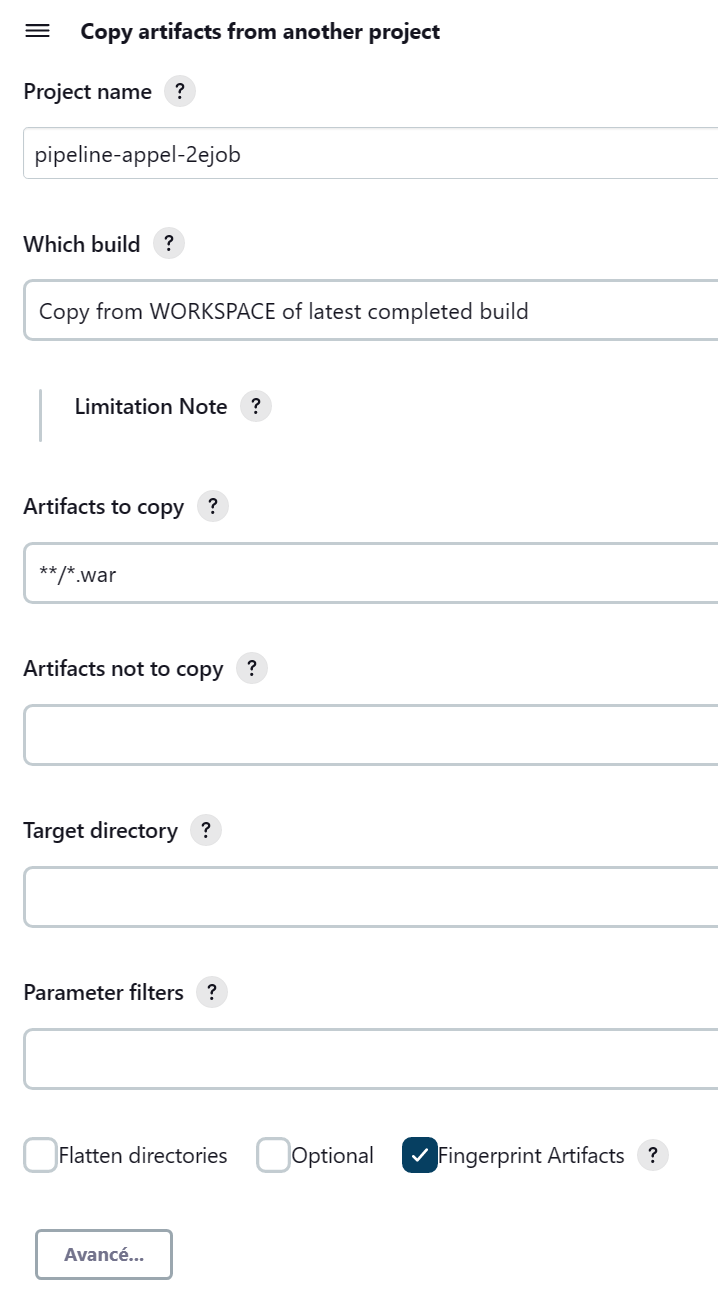 Copy artifacts from another project
Project name ?
pipeline-appel-2ejob
Which build ?
Copy from WORKSPACE of latest completed build
Limitation Note ?
Artifacts to copy ?
**/*.war
Artifacts not to copy ?
Target directory ?
Parameter filters ?
Flatten directories Optional Fingerprint Artifacts ?
Avancé...